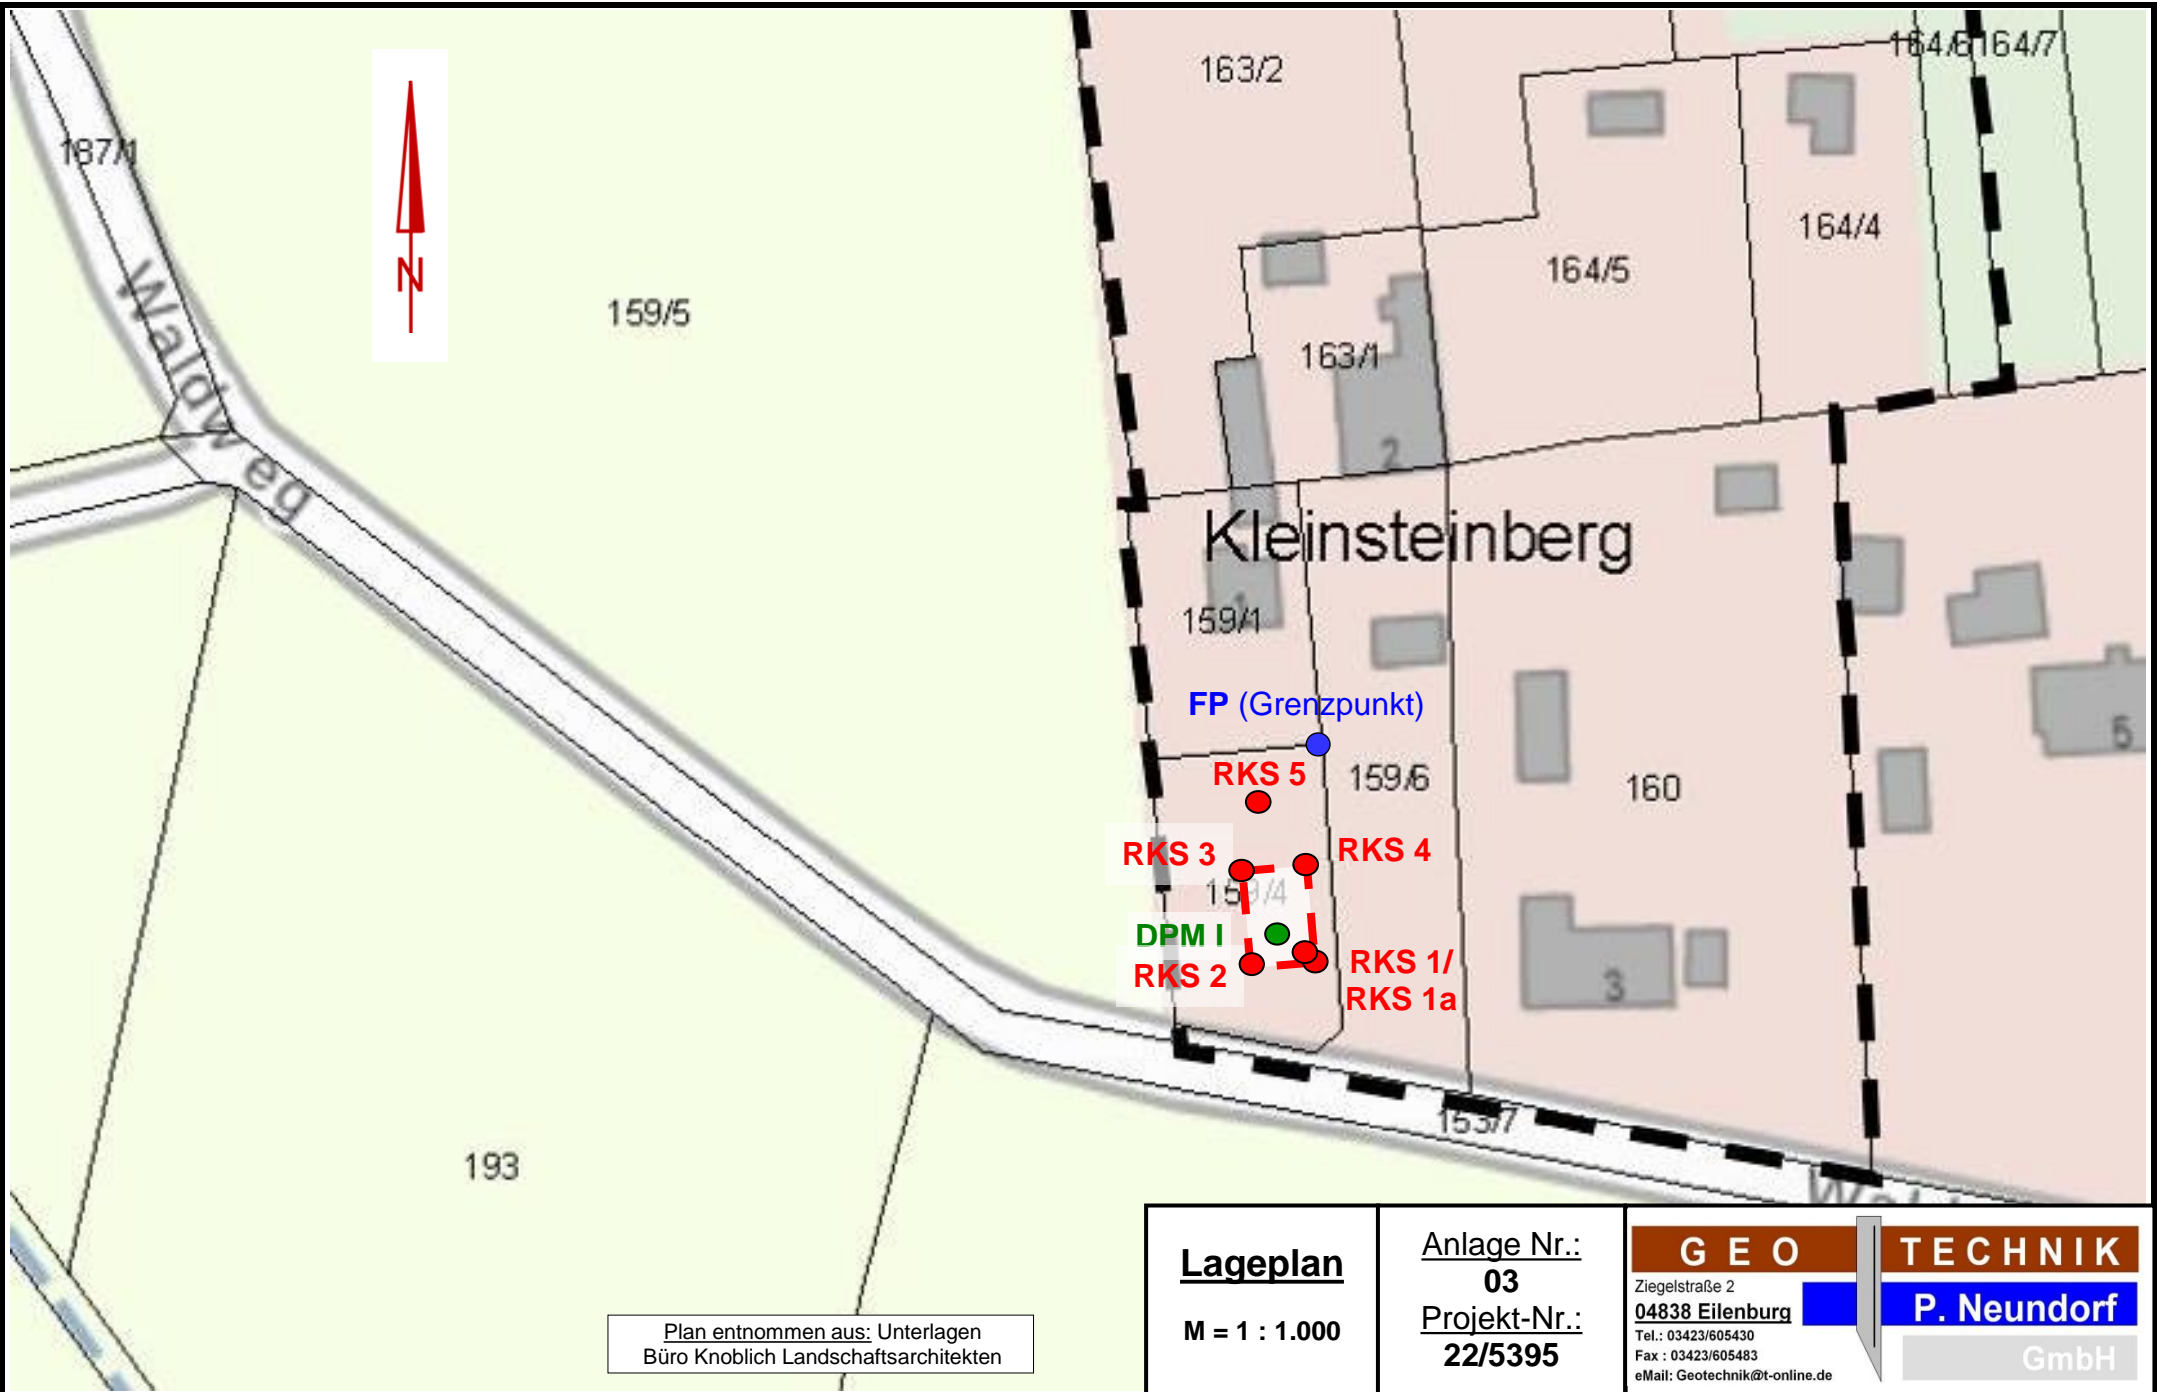 163/2
164/6
164/7
187/1
164/4
164/5
N
159/5
Waldweg
163/1
2
Kleinsteinberg
1
159/1
FP (Grenzpunkt)
5
RKS 5
159/6
160
RKS 3
RKS 4
159/4
DPM I
RKS 2
RKS 1/
RKS 1a
3
153/7
193
Lageplan
M = 1 : 1.000
Anlage Nr.:
03
Projekt-Nr.:
22/5395
GEO TECHNIK
Ziegelstraße 2
04838 Eilenburg
P. Neundorf
Tel.: 03423/605430
Fax : 03423/605483
GmbH
eMail: Geotechnik@t-online.de
Plan entnommen aus: Unterlagen
Büro Knoblich Landschaftsarchitekten